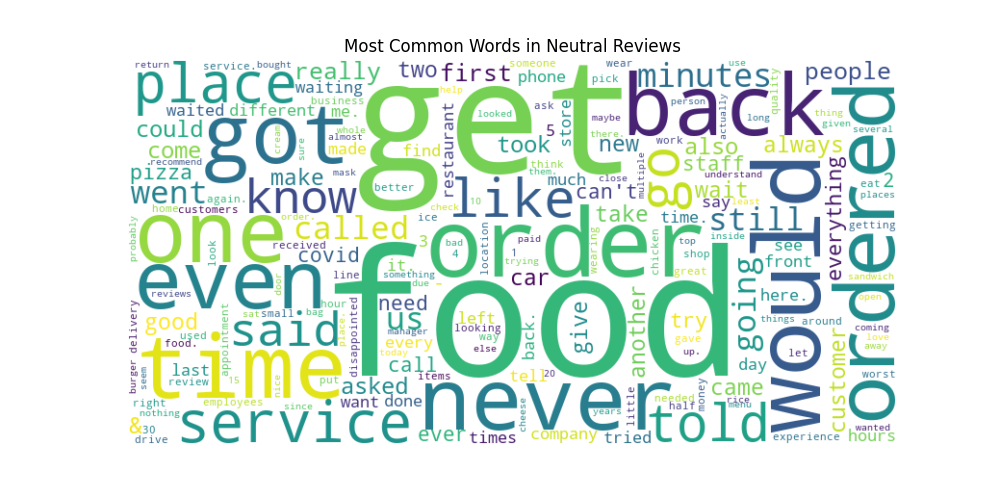 Most Common Words in Neutral Reviews
return service, bought really two first someone phone wear pick use minutes people
place waiting help looked person quality
waited different business me. restaurant ask 5 store maybe back actually long thing given several
got get took new there. work also always
could whole almost cream sure made find think them. close multiple staff understand
come .recommend mask better can't go wait eat 2 places
pizza make know like much say everything ordered
went again. check 10 time. still getting
home customers order. ice take would
probably one called 3 order bad 4 location 1 paid trying wearing chicken top shop inside see front
look received covid it. something due - car great here. sandwich
even door line need going open
reviews hour food us left looking way else give another try gave up. things around coming love away
burger delivery small sat bag place. manager back. day let
good said disappointed every call today customer worst
used food. time items tell 20 came
seem last review appointment 15 nice put asked want done never years little needed half money menu rice
right nothing employees since service cheese told wanted
& 30 drive ever times company tried experience hours